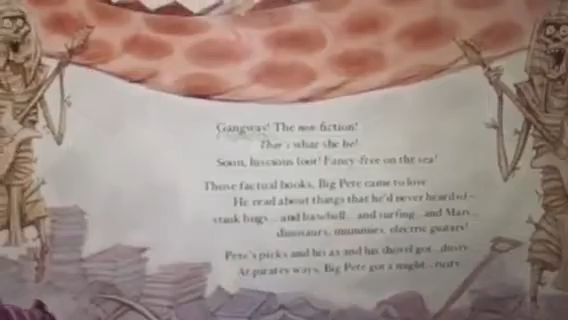 Gangway! The non-fiction!
That's what she be!
Soon, luscious loot! Fancy-free on the sea!
Those factual books, Big Pete came to love
He read about things that he'd never heard of–
stink bugs... and baseball... and surfing... and Mars...
dinosaurs, mummies, electric guitars!
Pete's picks and his ax and his shovel got...dusty.
At piratey ways, Big Pete got a might...rusty.